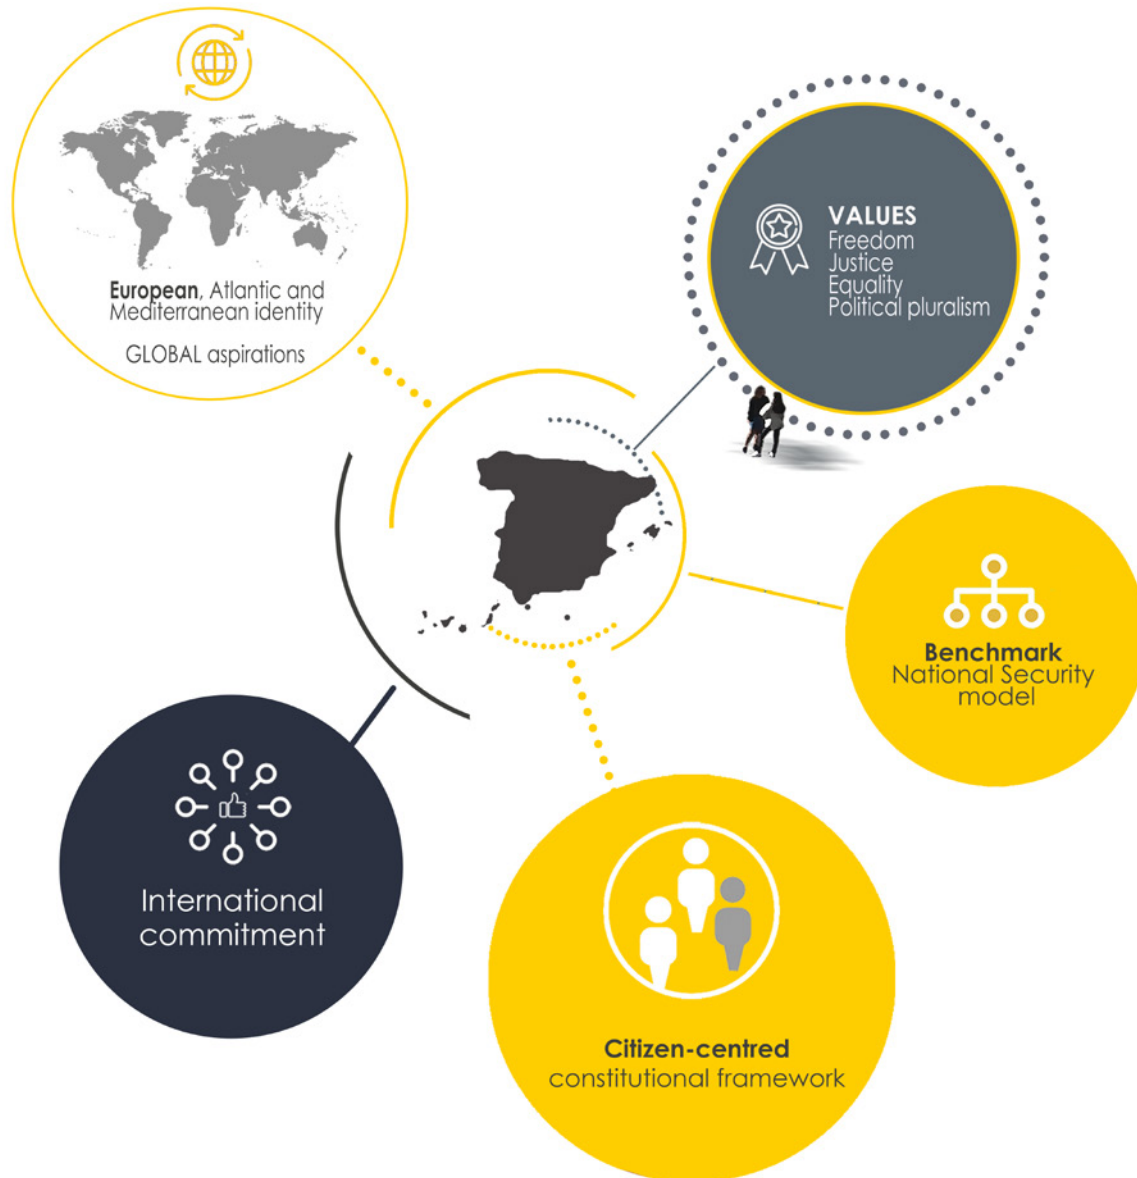 European, Atlantic and
Mediterranean identity
GLOBAL aspirations
VALUES
Freedom
Justice
Equality
Political pluralism
Benchmark
National Security
model
International
commitment
Citizen-centred
constitutional framework